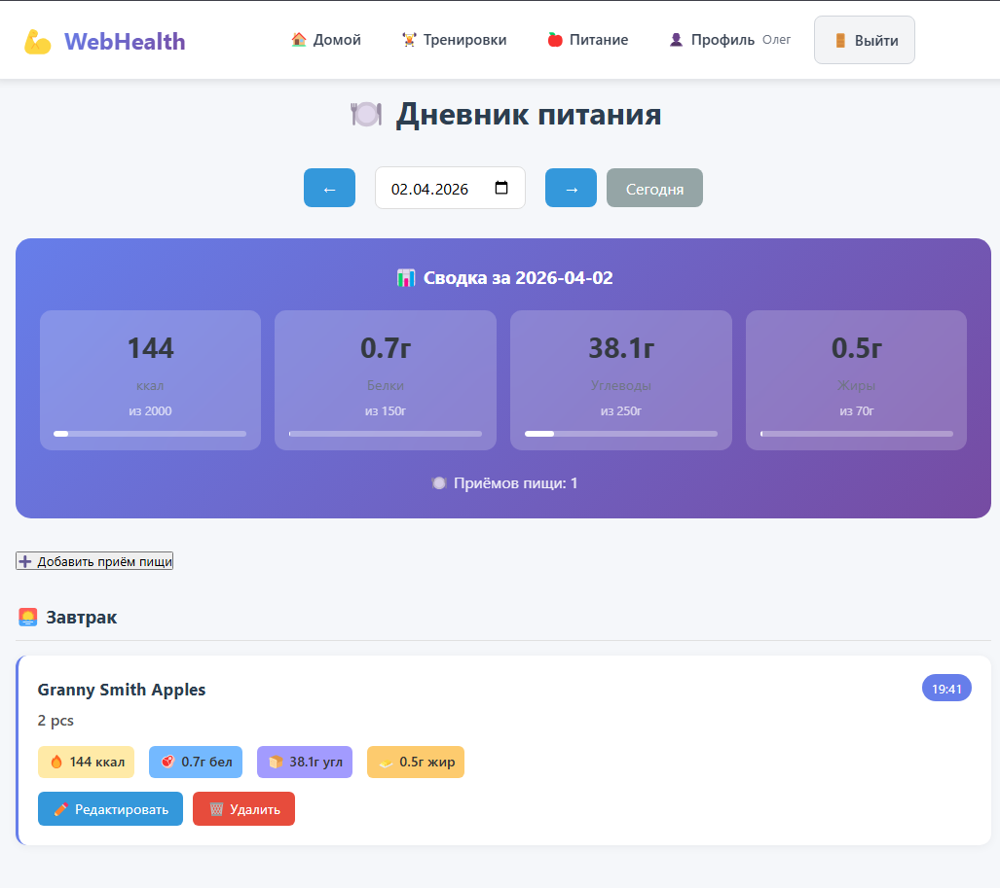 WebHealth
Домой
Тренировки
Питание
Профиль Олег
Выйти
Дневник питания
←
02.04.2026
→
Сегодня
Сводка за 2026-04-02
144
ккал
из 2000
0.7г
Белки
из 150г
38.1г
Углеводы
из 250г
0.5г
Жиры
из 70г
Приёмов пищи: 1
Добавить приём пищи
Завтрак
Granny Smith Apples
19:41
2 pcs
144 ккал
0.7г бел
38.1г угл
0.5г жир
Редактировать
Удалить